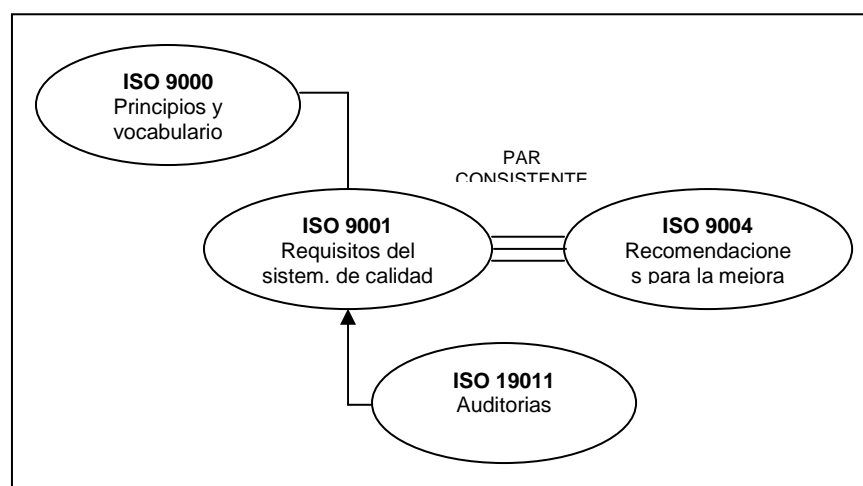 ISO 9000
Principios y
vocabulario
PAR
CONSISTENTE
ISO 9001
Requisitos del
sistem. de calidad
ISO 9004
Recomendacione
s para la mejora
ISO 19011
Auditorias